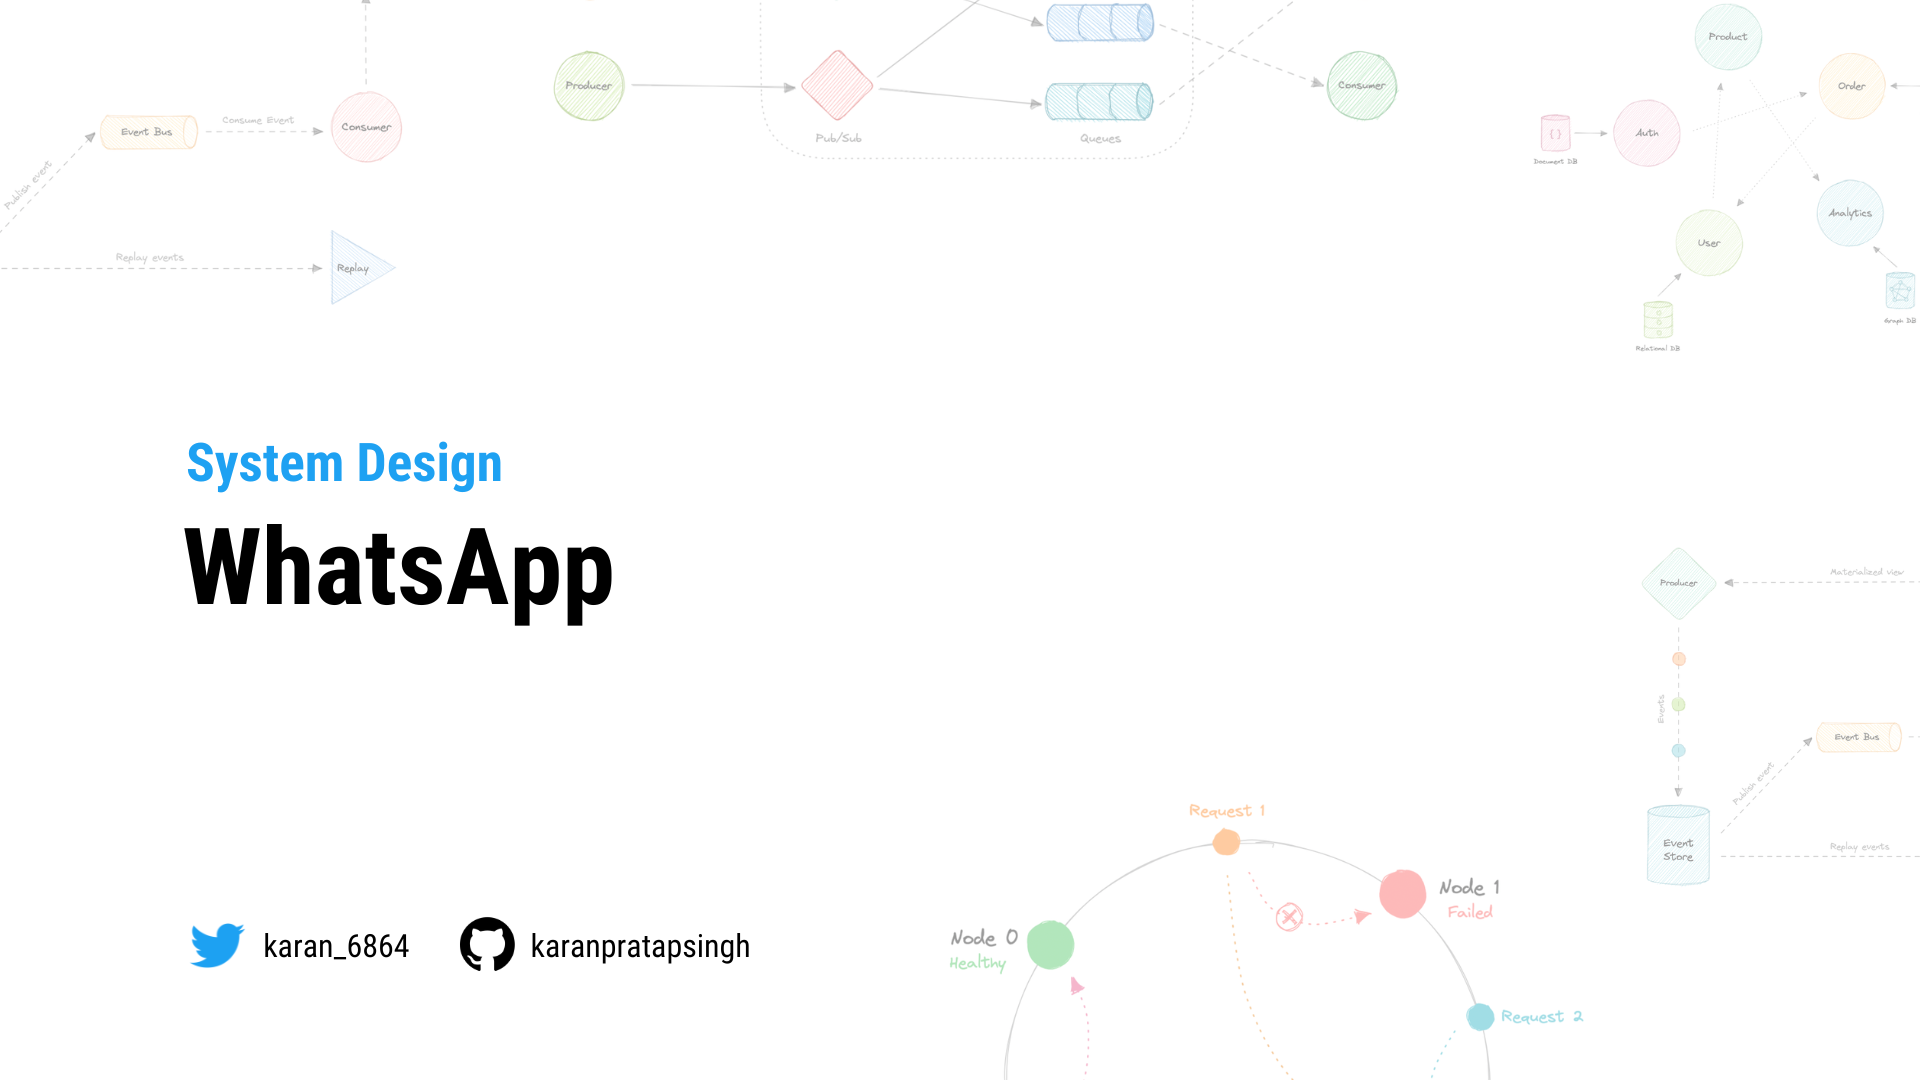 Publish event
Event Bus
Consume Event
Consumer
Replay events
Replay
Producer
Pub/Sub
Queues
Consumer
Product
Order
{ }
Document DB
Auth
Analytics
User
Relational DB
Graph DB
System Design
WhatsApp
karan_6864
karanpratapsingh
Producer
Materialized view
Events
Publish event
Event Bus
Event
Store
Replay events
Request 1
Node 0
Healthy
Node 1
Failed
Request 2